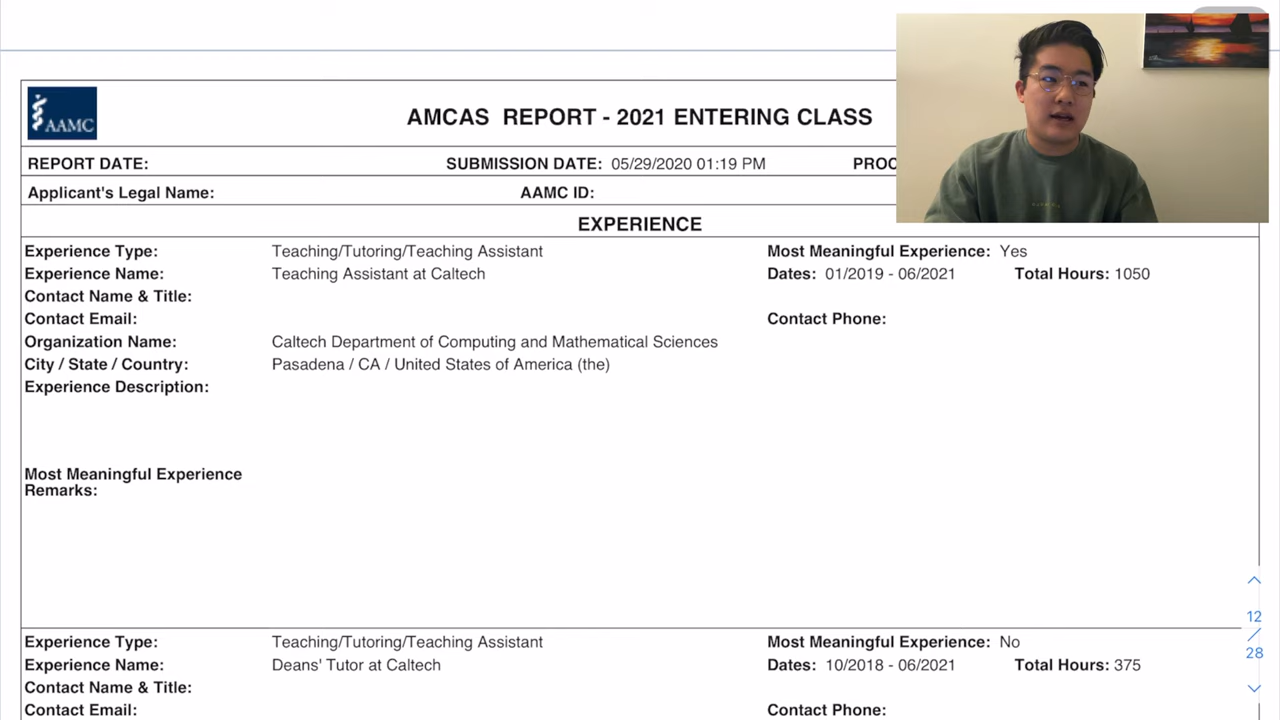 AAMC
AMCAS REPORT - 2021 ENTERING CLASS
REPORT DATE: SUBMISSION DATE: 05/29/2020 01:19 PM PROC
Applicant's Legal Name: AAMC ID:
EXPERIENCE
Experience Type: Teaching/Tutoring/Teaching Assistant Most Meaningful Experience: Yes
Experience Name: Teaching Assistant at Caltech Dates: 01/2019 - 06/2021 Total Hours: 1050
Contact Name & Title:
Contact Email: Contact Phone:
Organization Name: Caltech Department of Computing and Mathematical Sciences
City / State / Country: Pasadena / CA / United States of America (the)
Experience Description:
Most Meaningful Experience
Remarks:
12
/
28
Experience Type: Teaching/Tutoring/Teaching Assistant Most Meaningful Experience: No
Experience Name: Deans' Tutor at Caltech Dates: 10/2018 - 06/2021 Total Hours: 375
Contact Name & Title:
Contact Email: Contact Phone: